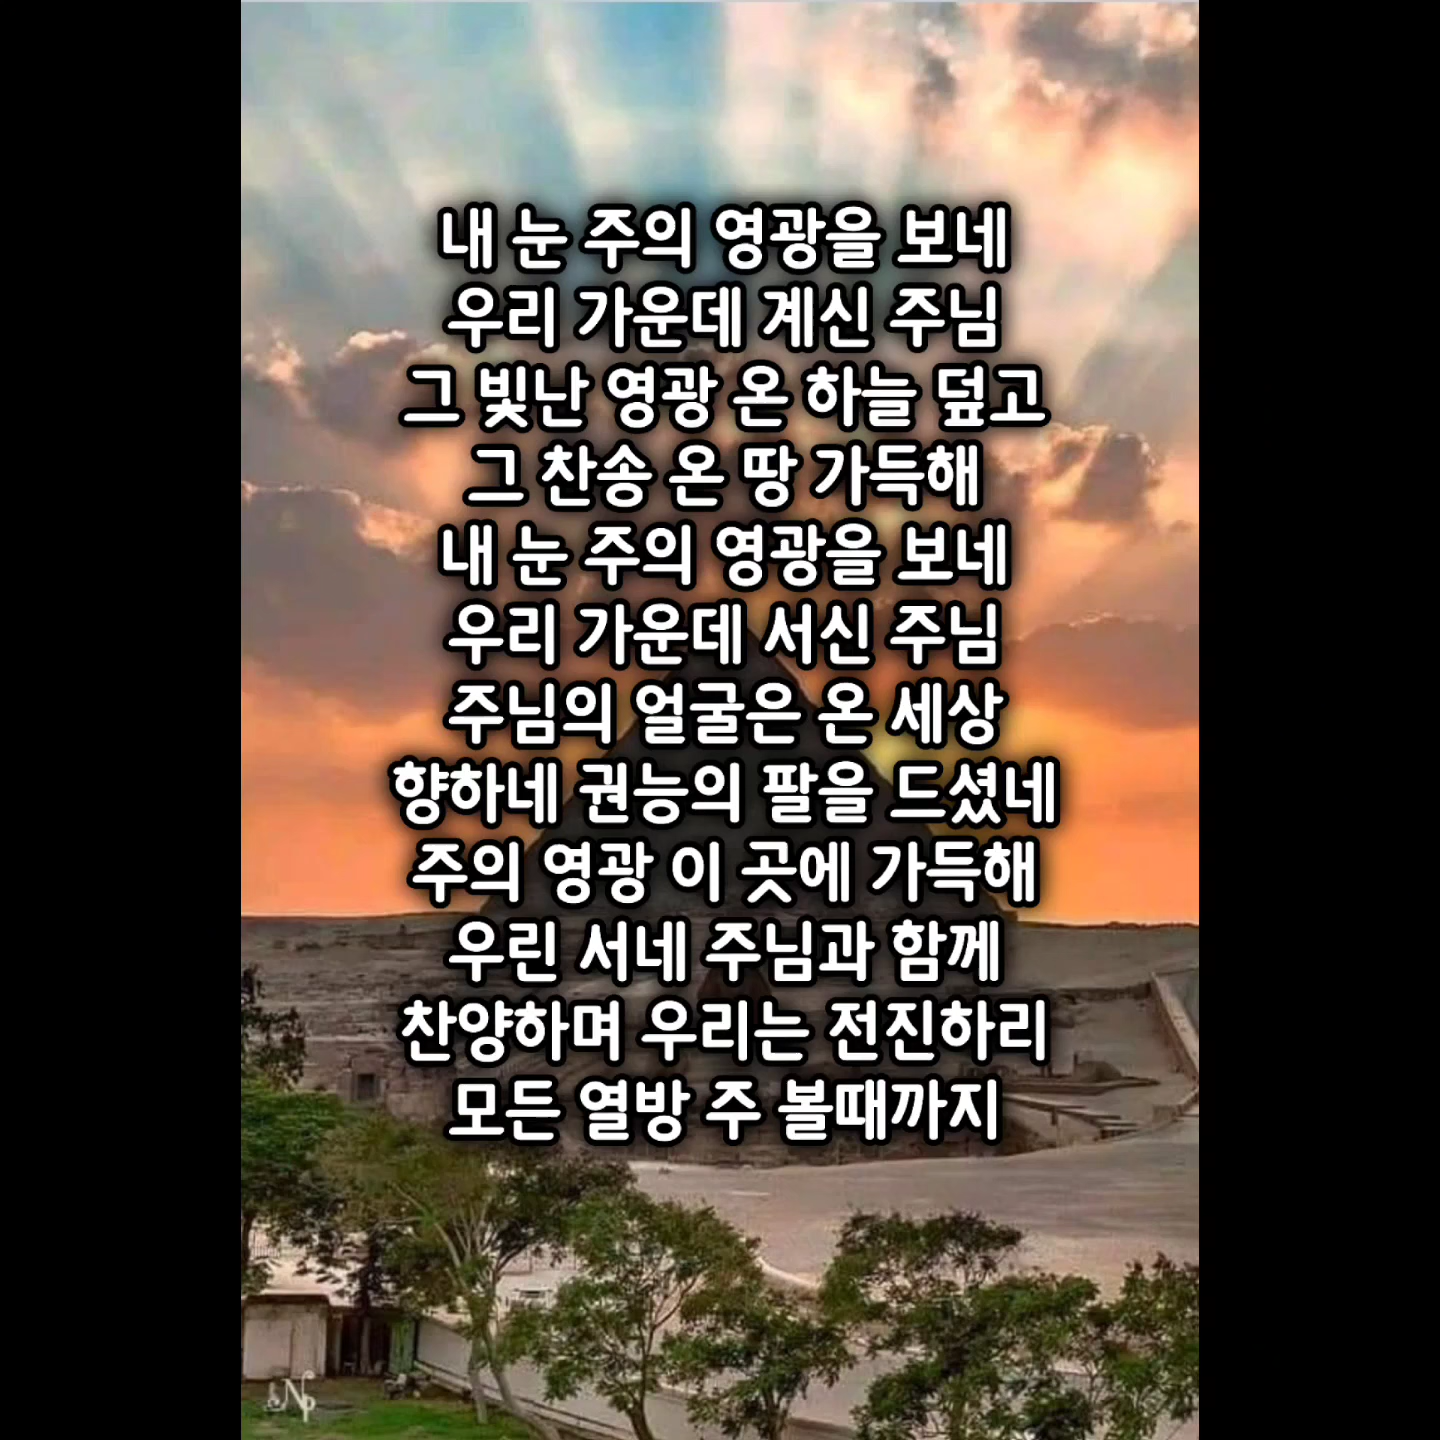 내 눈 주의 영광을 보네
우리 가운데 계신 주님
그 빛난 영광 온 하늘 덮고
그 찬송 온 땅 가득해
내 눈 주의 영광을 보네
우리 가운데 서신 주님
주님의 얼굴은 온 세상
향하네 권능의 팔을 드셨네
주의 영광 이 곳에 가득해
우린 서네 주님과 함께
찬양하며 우리는 전진하리
모든 열방 주 볼때까지